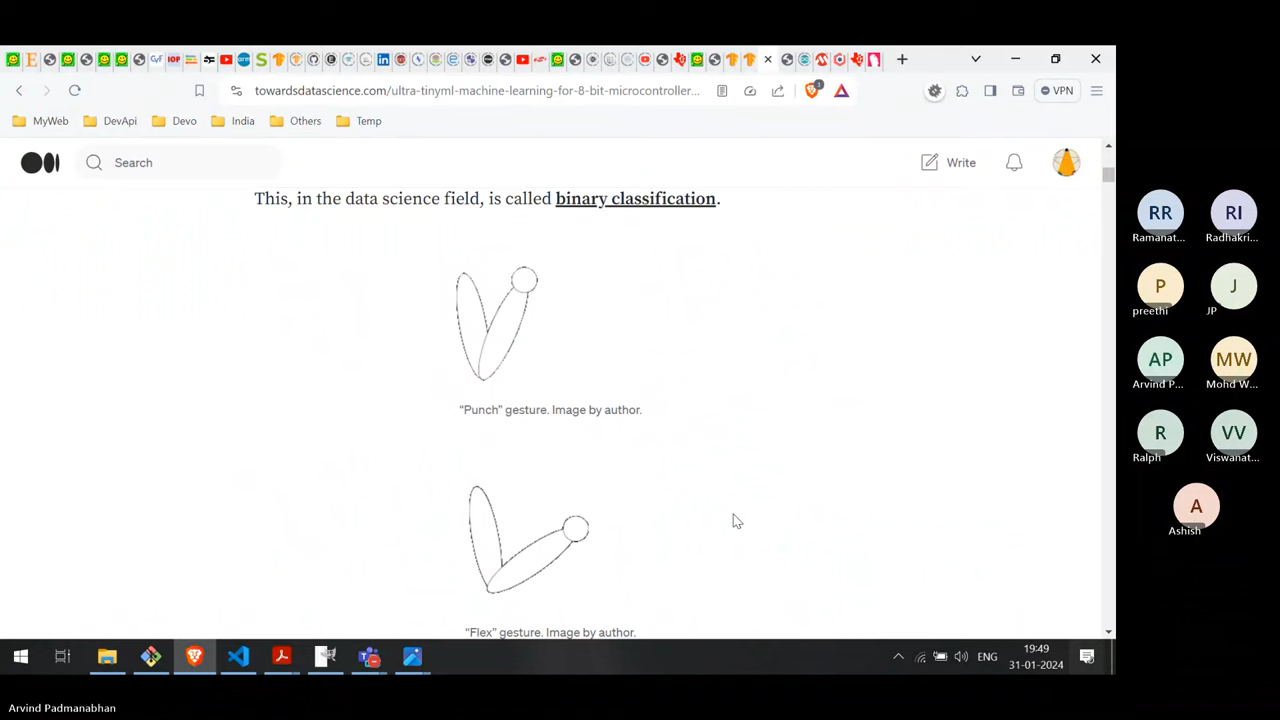 towardsdatascience.com/ultra-tinyml-machine-learning-for-8-bit-microcontroller...
1
VPN
MyWeb
DevApi
Devo
India
Others
Temp
Search
Write
This, in the data science field, is called binary classification.
"Punch" gesture. Image by author.
"Flex" gesture. Image by author.
RR
Ramanat...
RI
Radhakri...
P
preethi
J
JP
AP
Arvind P...
MW
Mohd W...
R
Ralph
VV
Viswanat...
A
Ashish
ENG
19:49
31-01-2024
Arvind Padmanabhan